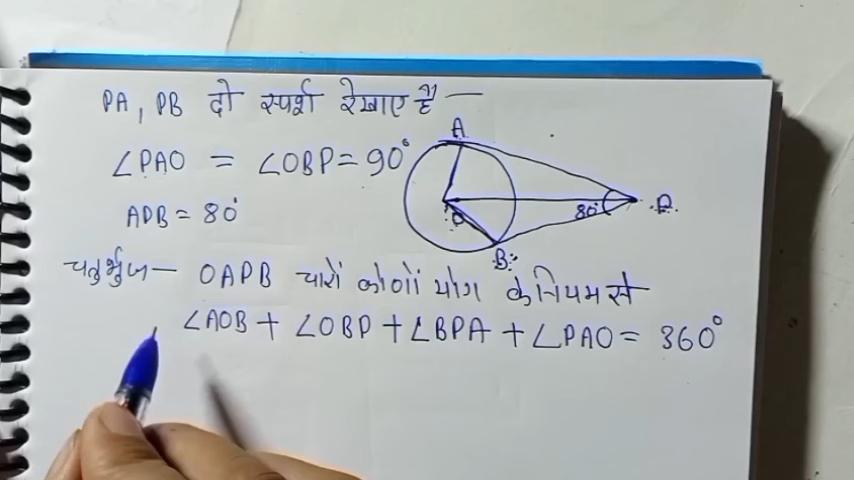 PA, PB दो स्पर्श रेखाए हैं —
∠PAO = ∠OBP = 90°
APB = 80°
A
O
80°
P
B
चतुर्भुज — OAPB चारों कोणों योग के नियम से
∠AOB + ∠OBP + ∠BPA + ∠PAO = 360°